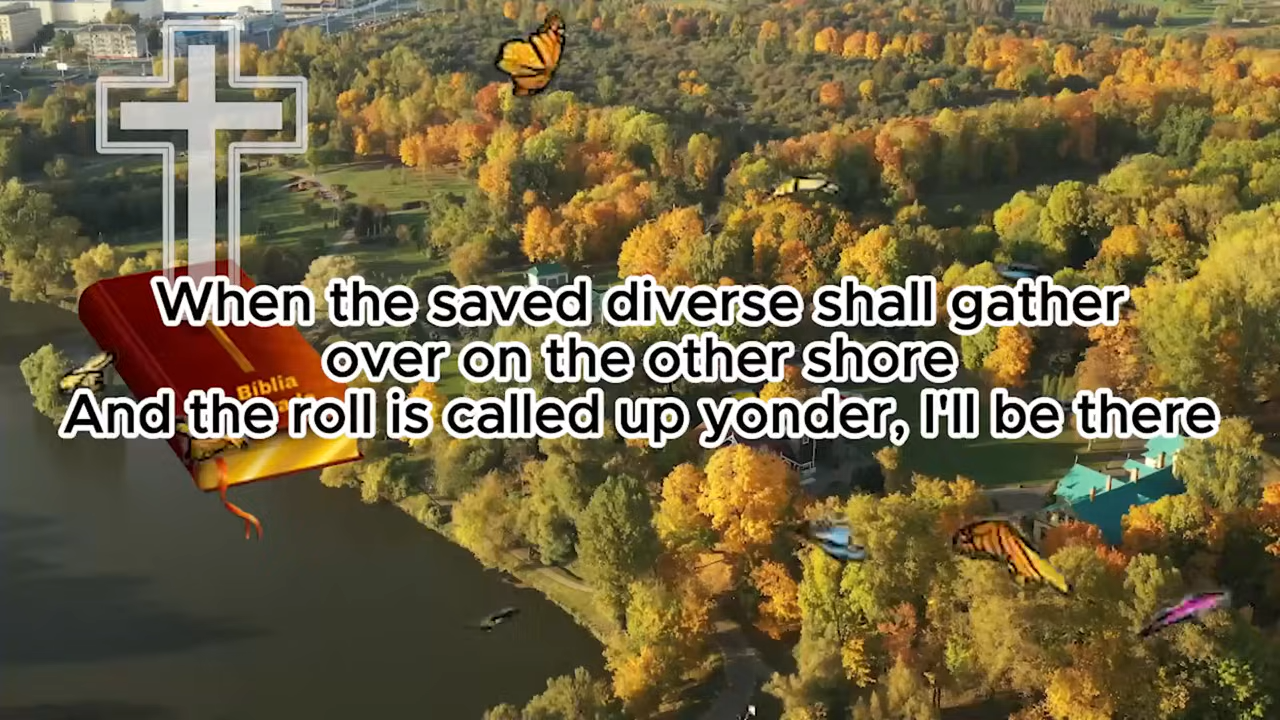 When the saved diverse shall gather
over on the other shore
And the roll is called up yonder, I'll be there
Bíblia